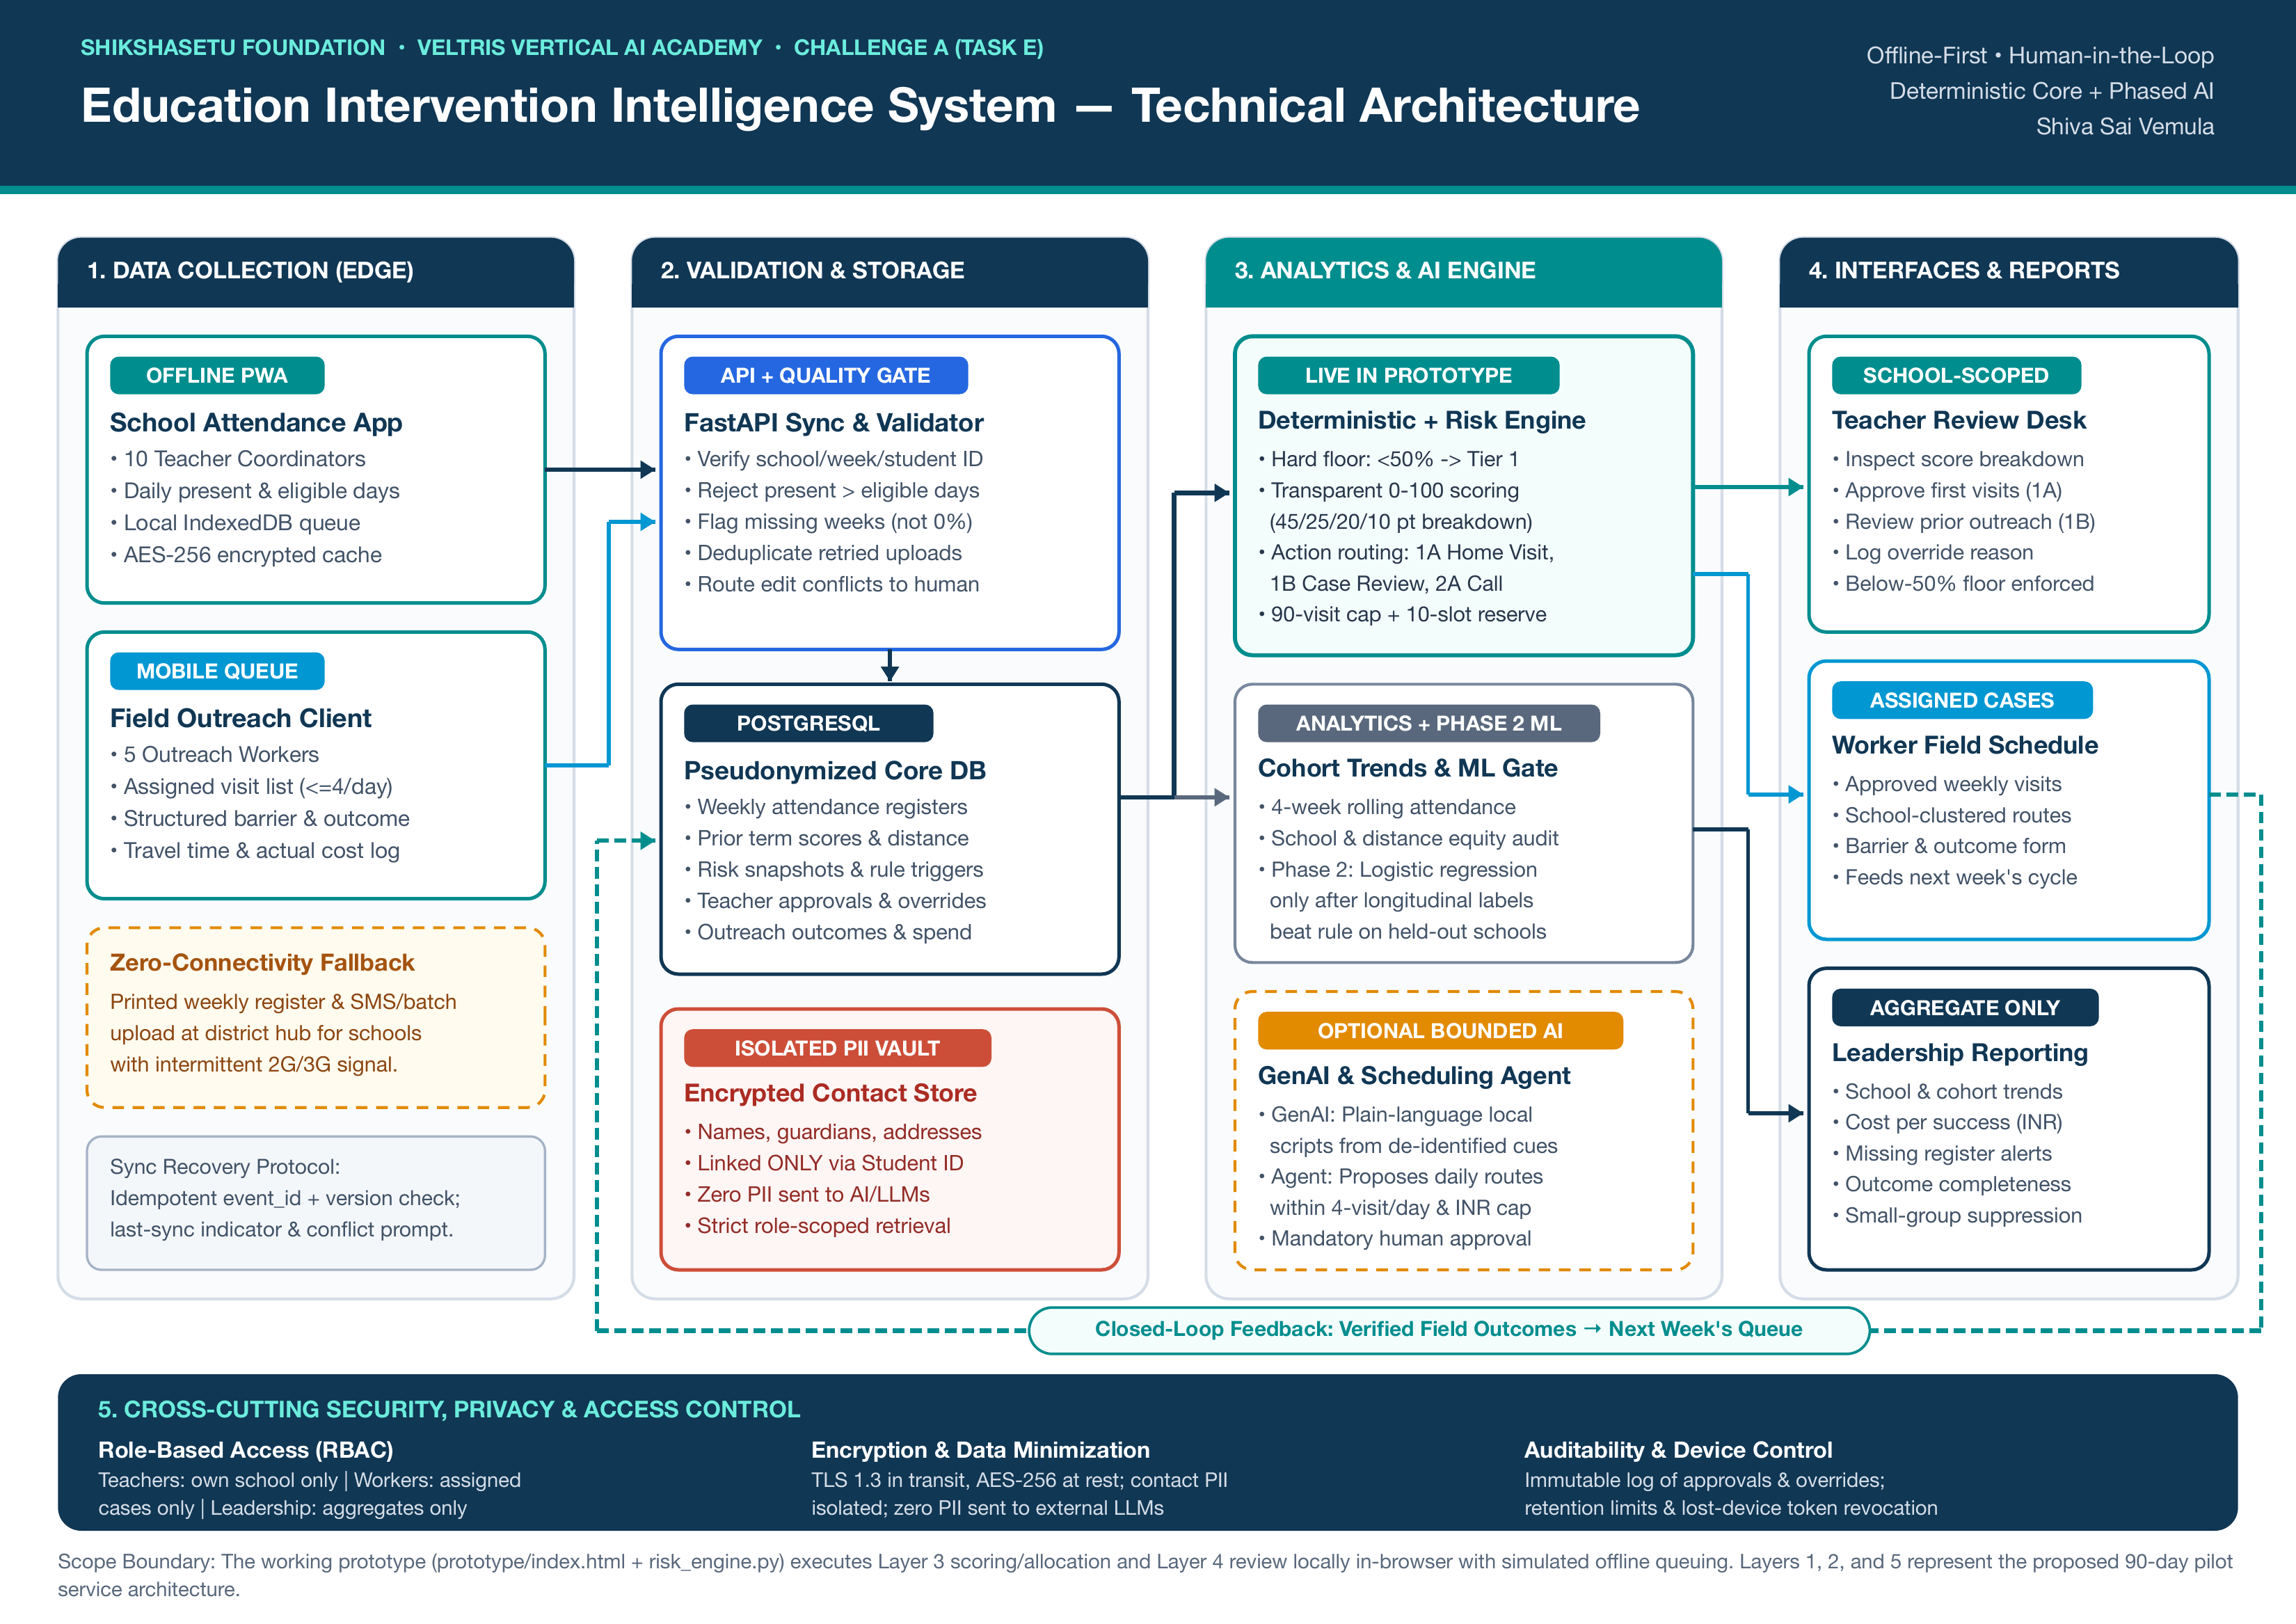 SHIKSHASETU FOUNDATION • VELTRIS VERTICAL AI ACADEMY • CHALLENGE A (TASK E)
Education Intervention Intelligence System — Technical Architecture
Offline-First • Human-in-the-Loop
Deterministic Core + Phased AI
Shiva Sai Vemula
1. DATA COLLECTION (EDGE)
OFFLINE PWA
School Attendance App
• 10 Teacher Coordinators
• Daily present & eligible days
• Local IndexedDB queue
• AES-256 encrypted cache
MOBILE QUEUE
Field Outreach Client
• 5 Outreach Workers
• Assigned visit list (<=4/day)
• Structured barrier & outcome
• Travel time & actual cost log
Zero-Connectivity Fallback
Printed weekly register & SMS/batch
upload at district hub for schools
with intermittent 2G/3G signal.
Sync Recovery Protocol:
Idempotent event_id + version check;
last-sync indicator & conflict prompt.
2. VALIDATION & STORAGE
API + QUALITY GATE
FastAPI Sync & Validator
• Verify school/week/student ID
• Reject present > eligible days
• Flag missing weeks (not 0%)
• Deduplicate retried uploads
• Route edit conflicts to human
POSTGRESQL
Pseudonymized Core DB
• Weekly attendance registers
• Prior term scores & distance
• Risk snapshots & rule triggers
• Teacher approvals & overrides
• Outreach outcomes & spend
ISOLATED PII VAULT
Encrypted Contact Store
• Names, guardians, addresses
• Linked ONLY via Student ID
• Zero PII sent to AI/LLMs
• Strict role-scoped retrieval
3. ANALYTICS & AI ENGINE
LIVE IN PROTOTYPE
Deterministic + Risk Engine
• Hard floor: <50% -> Tier 1
• Transparent 0-100 scoring
(45/25/20/10 pt breakdown)
• Action routing: 1A Home Visit,
1B Case Review, 2A Call
• 90-visit cap + 10-slot reserve
ANALYTICS + PHASE 2 ML
Cohort Trends & ML Gate
• 4-week rolling attendance
• School & distance equity audit
• Phase 2: Logistic regression
only after longitudinal labels
beat rule on held-out schools
OPTIONAL BOUNDED AI
GenAI & Scheduling Agent
• GenAI: Plain-language local
scripts from de-identified cues
• Agent: Proposes daily routes
within 4-visit/day & INR cap
• Mandatory human approval
4. INTERFACES & REPORTS
SCHOOL-SCOPED
Teacher Review Desk
• Inspect score breakdown
• Approve first visits (1A)
• Review prior outreach (1B)
• Log override reason
• Below-50% floor enforced
ASSIGNED CASES
Worker Field Schedule
• Approved weekly visits
• School-clustered routes
• Barrier & outcome form
• Feeds next week's cycle
AGGREGATE ONLY
Leadership Reporting
• School & cohort trends
• Cost per success (INR)
• Missing register alerts
• Outcome completeness
• Small-group suppression
Closed-Loop Feedback: Verified Field Outcomes → Next Week's Queue
5. CROSS-CUTTING SECURITY, PRIVACY & ACCESS CONTROL
Role-Based Access (RBAC)
Teachers: own school only | Workers: assigned
cases only | Leadership: aggregates only
Encryption & Data Minimization
TLS 1.3 in transit, AES-256 at rest; contact PII
isolated; zero PII sent to external LLMs
Auditability & Device Control
Immutable log of approvals & overrides;
retention limits & lost-device token revocation
Scope Boundary: The working prototype (prototype/index.html + risk_engine.py) executes Layer 3 scoring/allocation and Layer 4 review locally in-browser with simulated offline queuing. Layers 1, 2, and 5 represent the proposed 90-day pilot
service architecture.